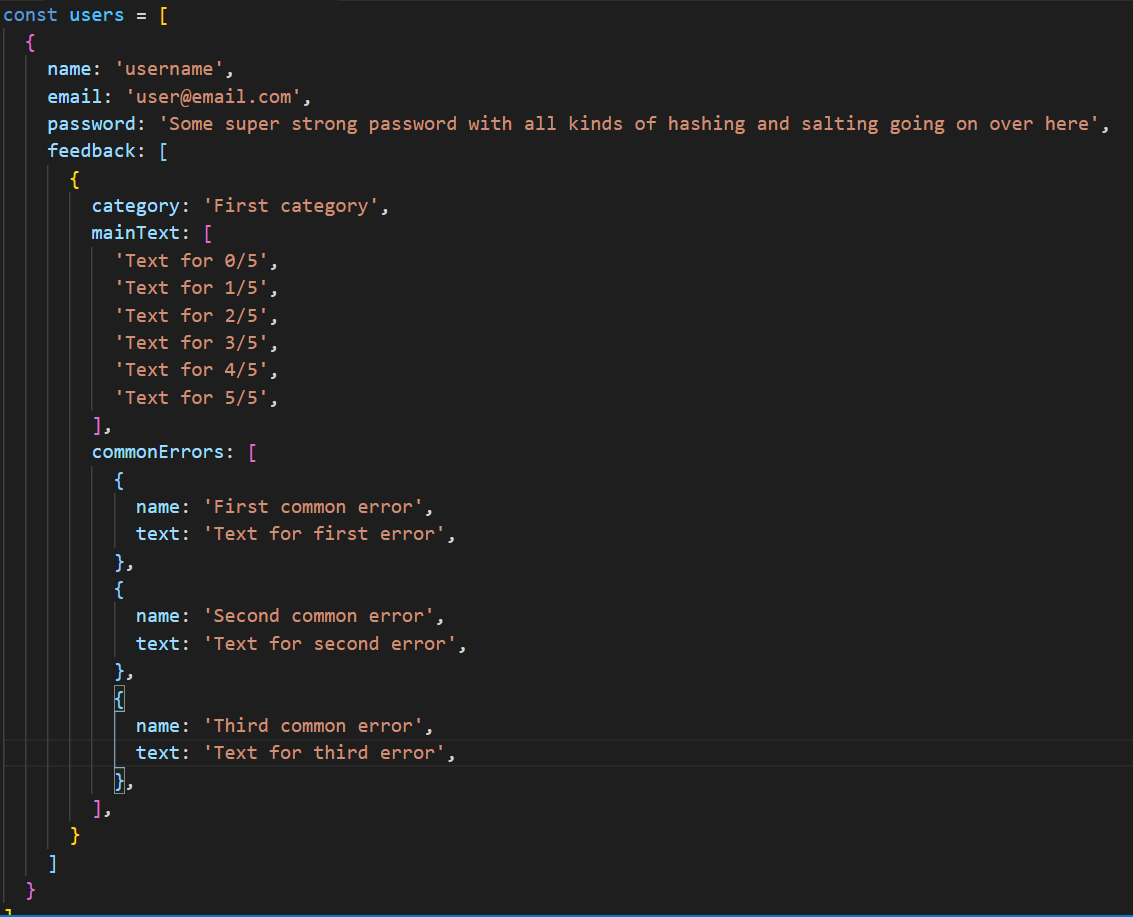 const users = [
  {
    name: 'username',
    email: 'user@email.com',
    password: 'Some super strong password with all kinds of hashing and salting going on over here',
    feedback: [
      {
        category: 'First category',
        mainText: [
          'Text for 0/5',
          'Text for 1/5',
          'Text for 2/5',
          'Text for 3/5',
          'Text for 4/5',
          'Text for 5/5',
        ],
        commonErrors: [
          {
            name: 'First common error',
            text: 'Text for first error',
          },
          {
            name: 'Second common error',
            text: 'Text for second error',
          },
          {
            name: 'Third common error',
            text: 'Text for third error',
          },
        ],
      }
    ]
  }
]